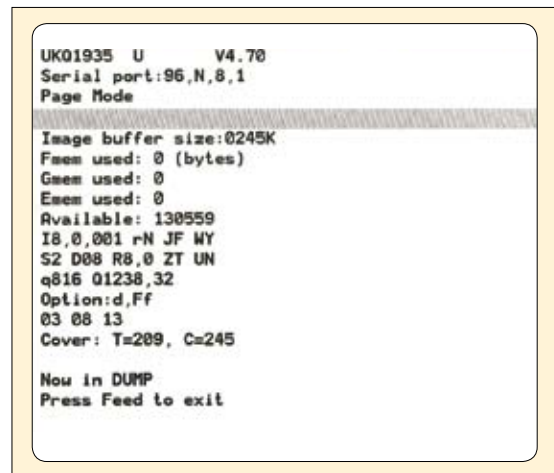 UKQ1935 U V4.70
Serial port:96,N,8,1
Page Mode
Image buffer size:0245K
Fmem used: 0 (bytes)
Gmem used: 0
Emem used: 0
Available: 130559
I8,0,001 rN JF WY
S2 D08 R8,0 ZT UN
q816 Q1238,32
Option:d,Ff
03 08 13
Cover: T=209, C=245
Now in DUMP
Press Feed to exit